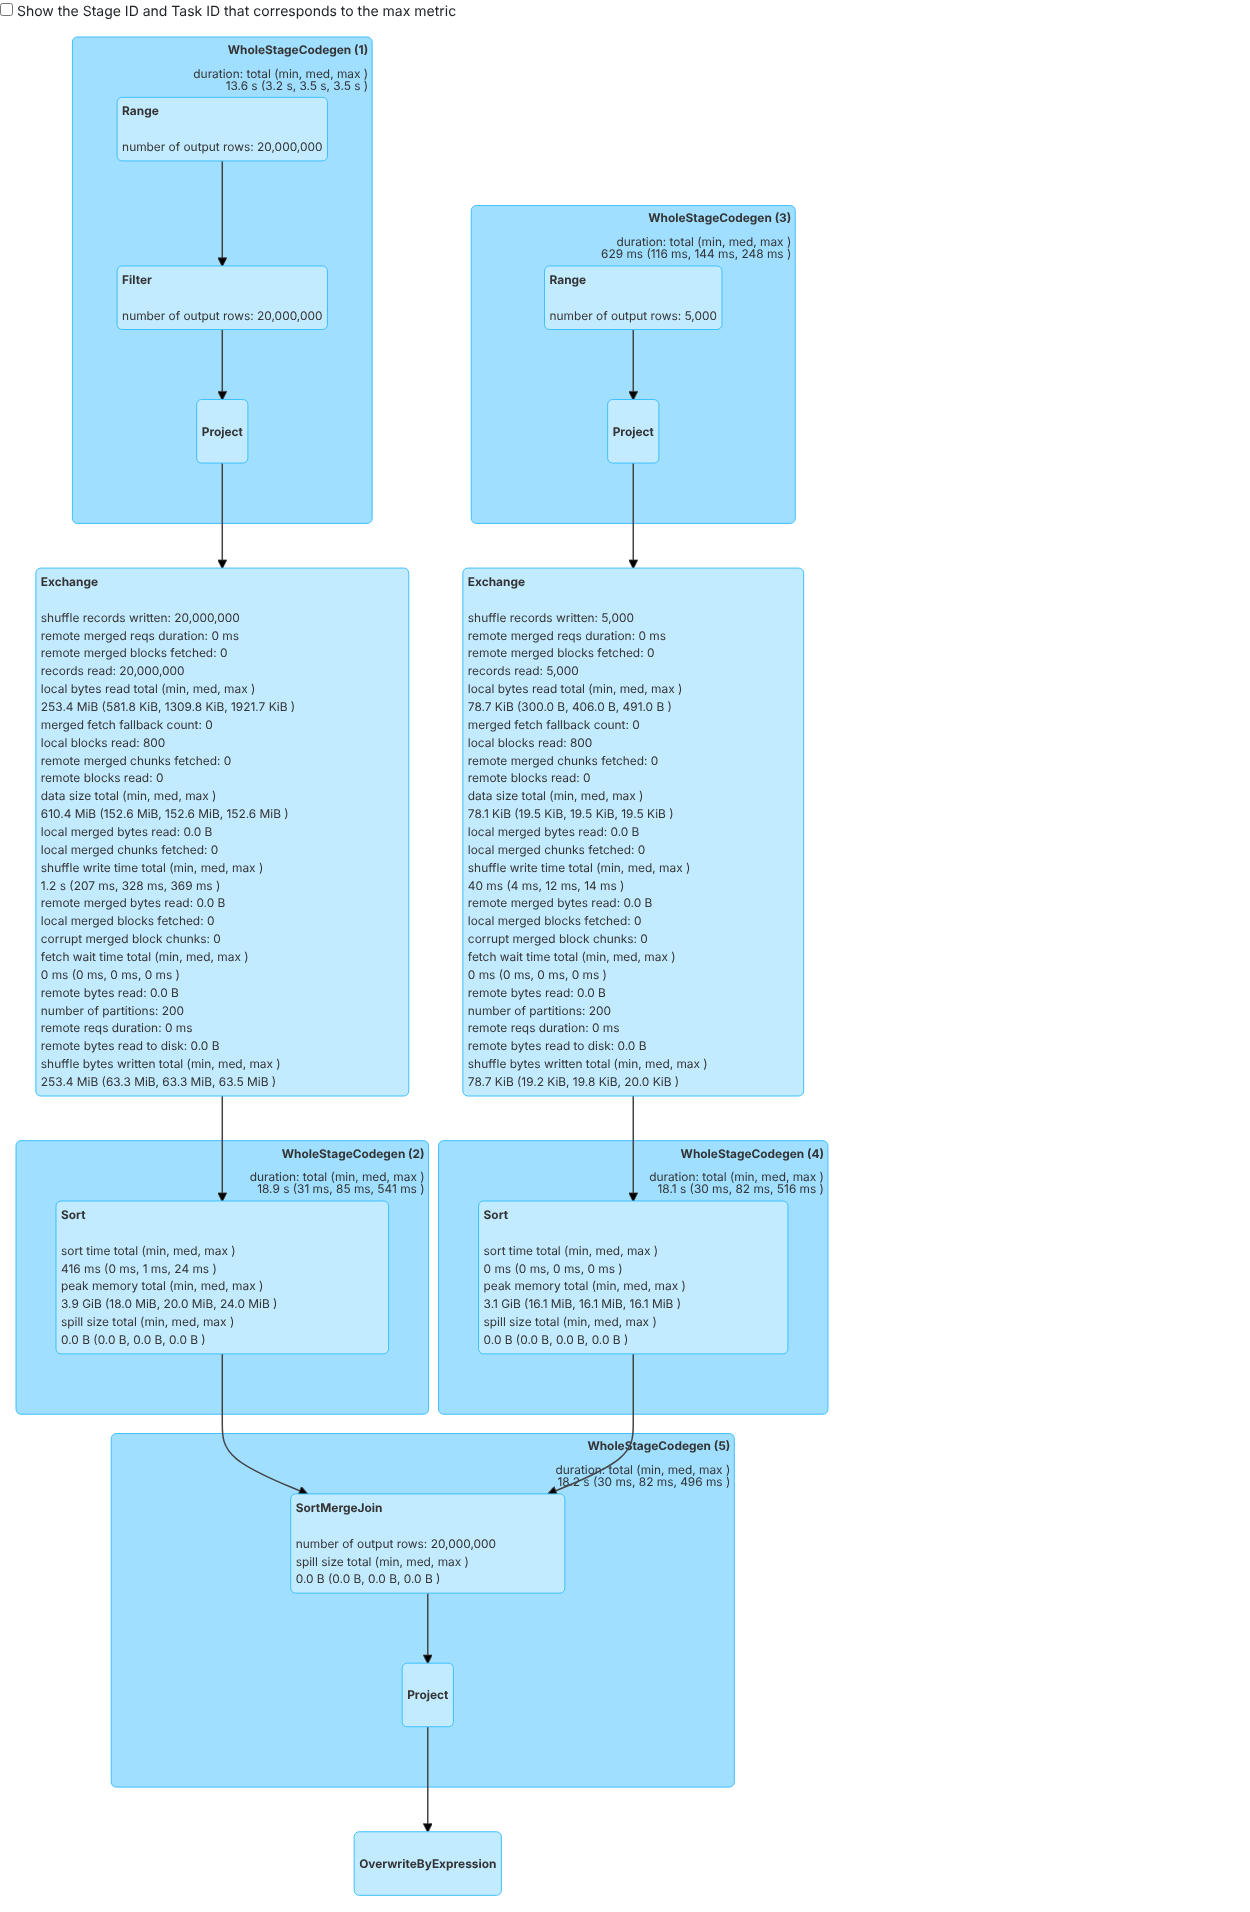 Show the Stage ID and Task ID that corresponds to the max metric
WholeStageCodegen (1)
duration: total (min, med, max )
13.6 s (3.2 s, 3.5 s, 3.5 s )
Range
number of output rows: 20,000,000
Filter
number of output rows: 20,000,000
Project
WholeStageCodegen (3)
duration: total (min, med, max )
629 ms (116 ms, 144 ms, 248 ms )
Range
number of output rows: 5,000
Project
Exchange
shuffle records written: 20,000,000
remote merged reqs duration: 0 ms
remote merged blocks fetched: 0
records read: 20,000,000
local bytes read total (min, med, max )
253.4 MiB (581.8 KiB, 1309.8 KiB, 1921.7 KiB )
merged fetch fallback count: 0
local blocks read: 800
remote merged chunks fetched: 0
remote blocks read: 0
data size total (min, med, max )
610.4 MiB (152.6 MiB, 152.6 MiB, 152.6 MiB )
local merged bytes read: 0.0 B
local merged chunks fetched: 0
shuffle write time total (min, med, max )
1.2 s (207 ms, 328 ms, 369 ms )
remote merged bytes read: 0.0 B
local merged blocks fetched: 0
corrupt merged block chunks: 0
fetch wait time total (min, med, max )
0 ms (0 ms, 0 ms, 0 ms )
remote bytes read: 0.0 B
number of partitions: 200
remote reqs duration: 0 ms
remote bytes read to disk: 0.0 B
shuffle bytes written total (min, med, max )
253.4 MiB (63.3 MiB, 63.3 MiB, 63.5 MiB )
Exchange
shuffle records written: 5,000
remote merged reqs duration: 0 ms
remote merged blocks fetched: 0
records read: 5,000
local bytes read total (min, med, max )
78.7 KiB (300.0 B, 406.0 B, 491.0 B )
merged fetch fallback count: 0
local blocks read: 800
remote merged chunks fetched: 0
remote blocks read: 0
data size total (min, med, max )
78.1 KiB (19.5 KiB, 19.5 KiB, 19.5 KiB )
local merged bytes read: 0.0 B
local merged chunks fetched: 0
shuffle write time total (min, med, max )
40 ms (4 ms, 12 ms, 14 ms )
remote merged bytes read: 0.0 B
local merged blocks fetched: 0
corrupt merged block chunks: 0
fetch wait time total (min, med, max )
0 ms (0 ms, 0 ms, 0 ms )
remote bytes read: 0.0 B
number of partitions: 200
remote reqs duration: 0 ms
remote bytes read to disk: 0.0 B
shuffle bytes written total (min, med, max )
78.7 KiB (19.2 KiB, 19.8 KiB, 20.0 KiB )
WholeStageCodegen (2)
duration: total (min, med, max )
18.9 s (31 ms, 85 ms, 541 ms )
Sort
sort time total (min, med, max )
416 ms (0 ms, 1 ms, 24 ms )
peak memory total (min, med, max )
3.9 GiB (18.0 MiB, 20.0 MiB, 24.0 MiB )
spill size total (min, med, max )
0.0 B (0.0 B, 0.0 B, 0.0 B )
WholeStageCodegen (4)
duration: total (min, med, max )
18.1 s (30 ms, 82 ms, 516 ms )
Sort
sort time total (min, med, max )
0 ms (0 ms, 0 ms, 0 ms )
peak memory total (min, med, max )
3.1 GiB (16.1 MiB, 16.1 MiB, 16.1 MiB )
spill size total (min, med, max )
0.0 B (0.0 B, 0.0 B, 0.0 B )
WholeStageCodegen (5)
duration: total (min, med, max )
18.2 s (30 ms, 82 ms, 496 ms )
SortMergeJoin
number of output rows: 20,000,000
spill size total (min, med, max )
0.0 B (0.0 B, 0.0 B, 0.0 B )
Project
OverwriteByExpression